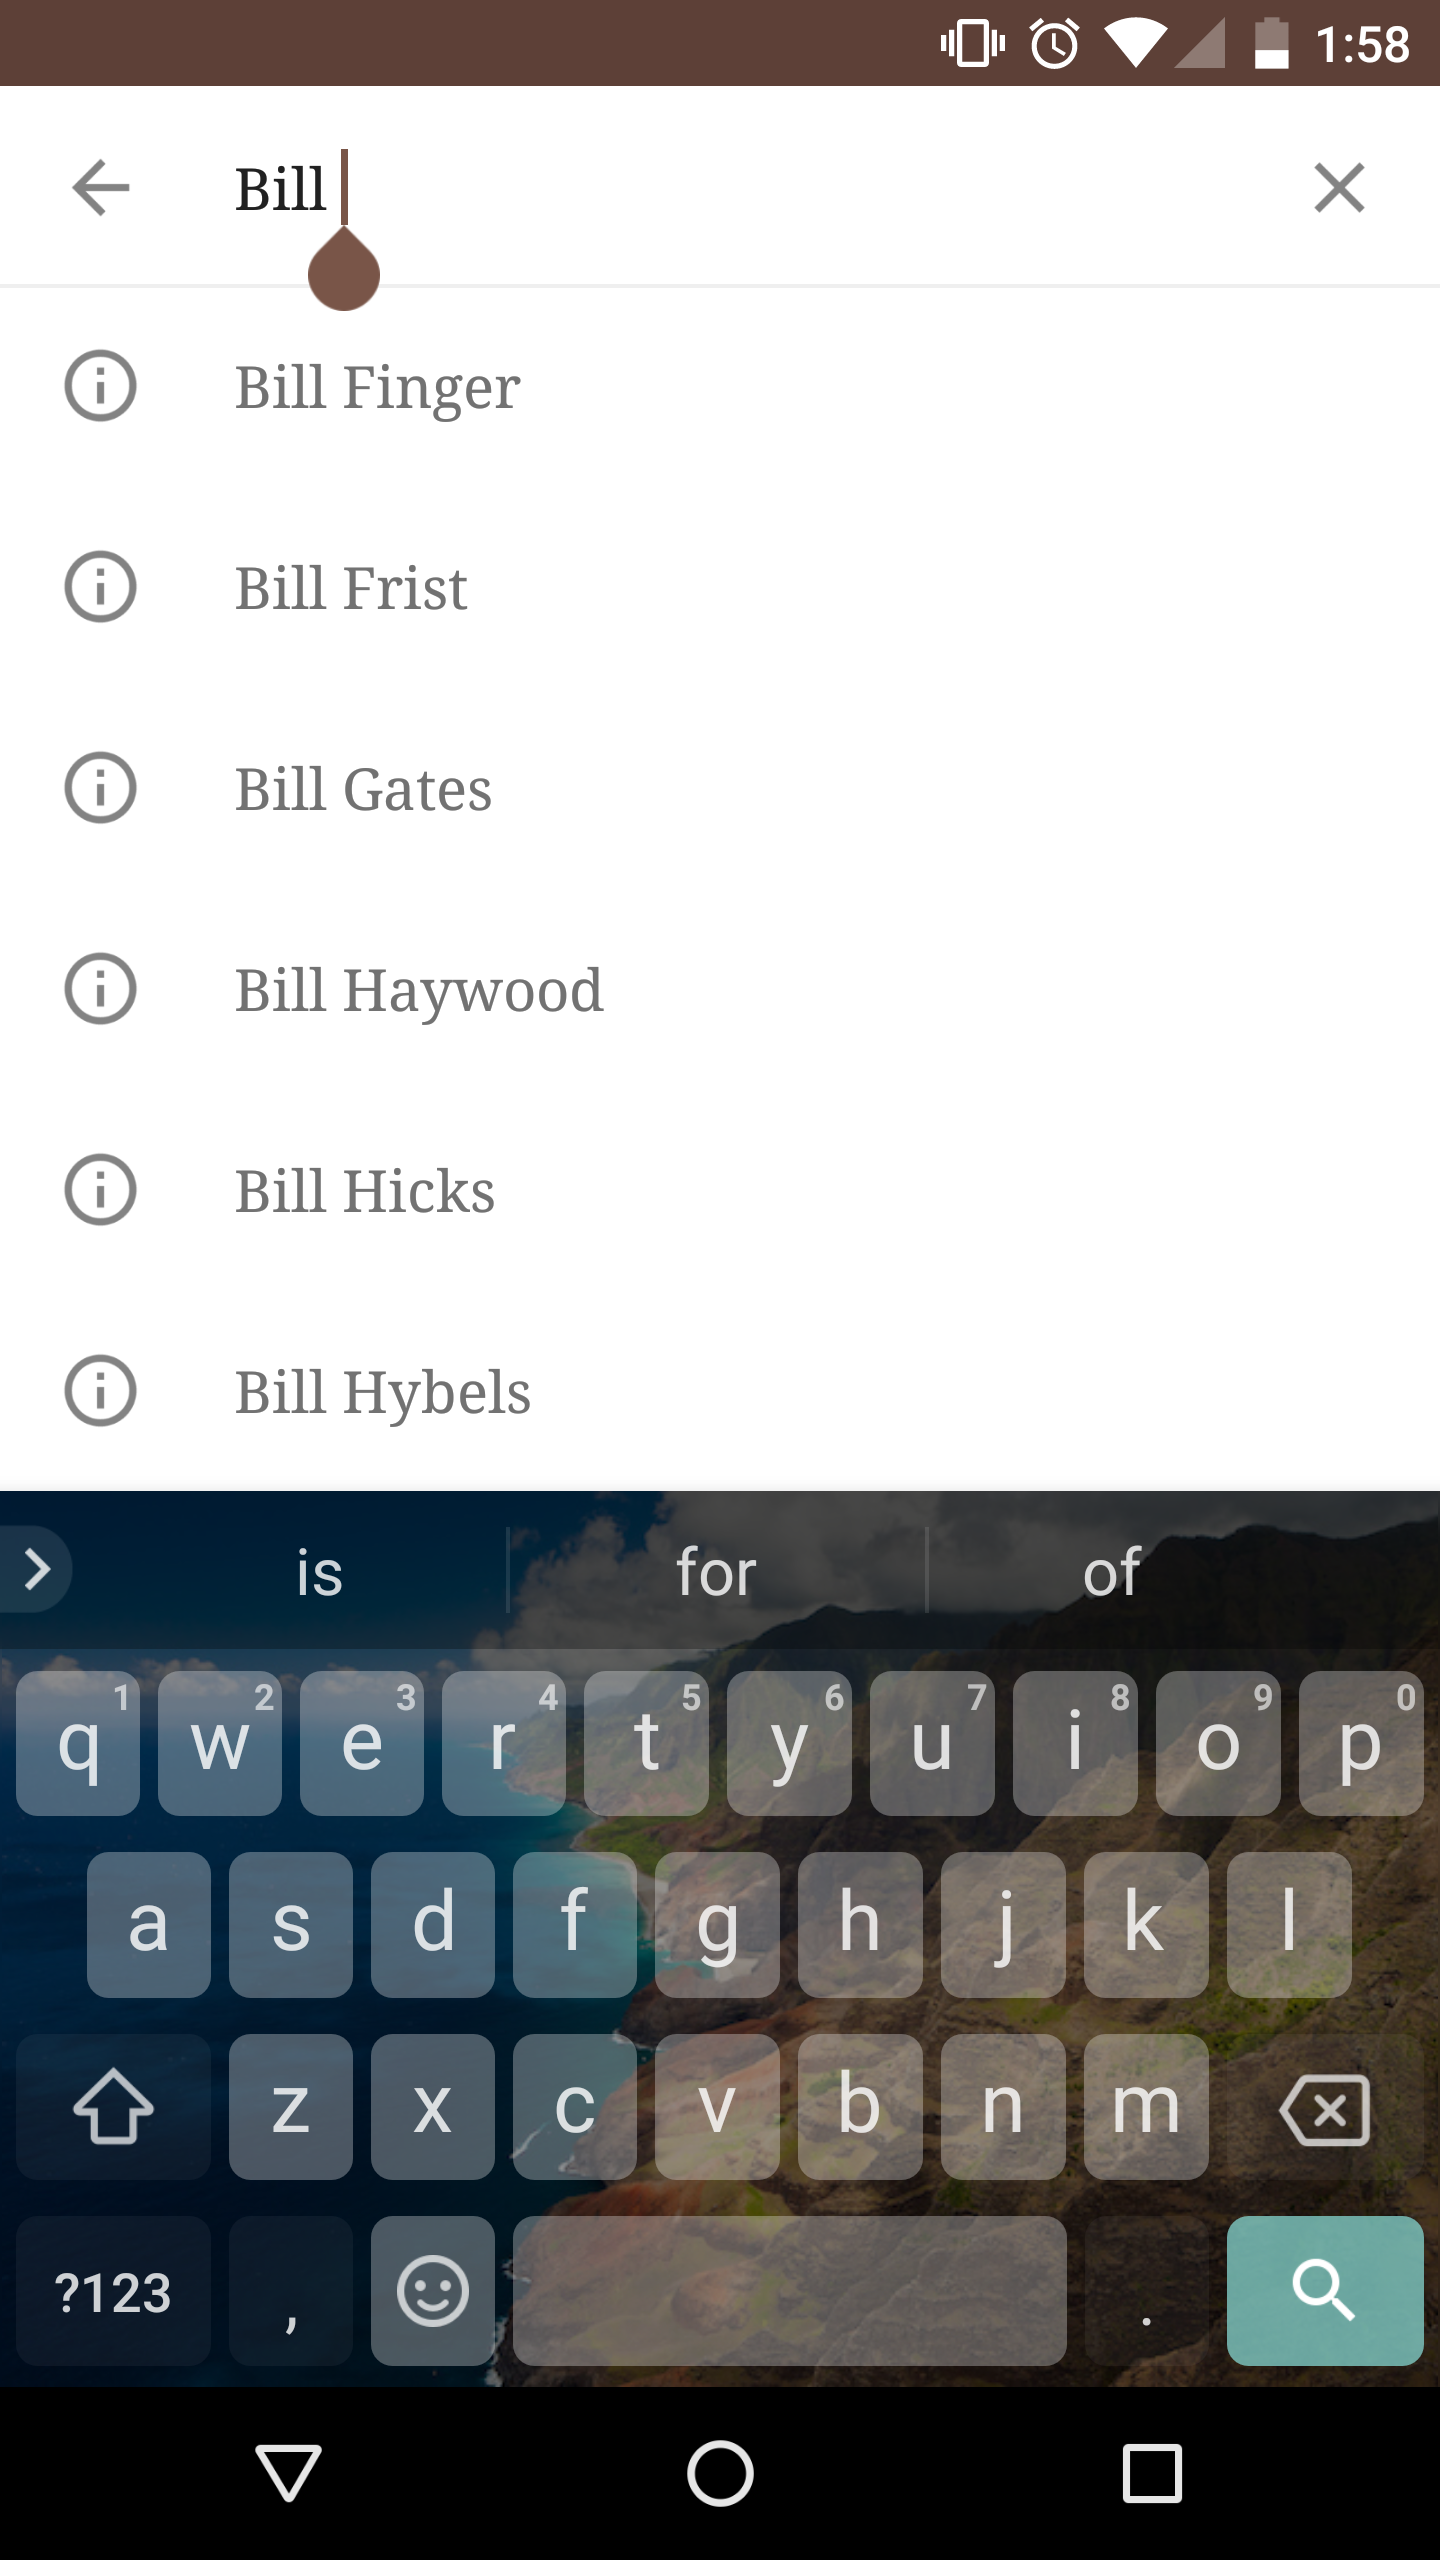 1:58
Bill
Bill Finger
Bill Frist
Bill Gates
Bill Haywood
Bill Hicks
Bill Hybels
is for of
1 2 3 4 5 6 7 8 9 0
q w e r t y u i o p
a s d f g h j k l
z x c v b n m
?123 , .